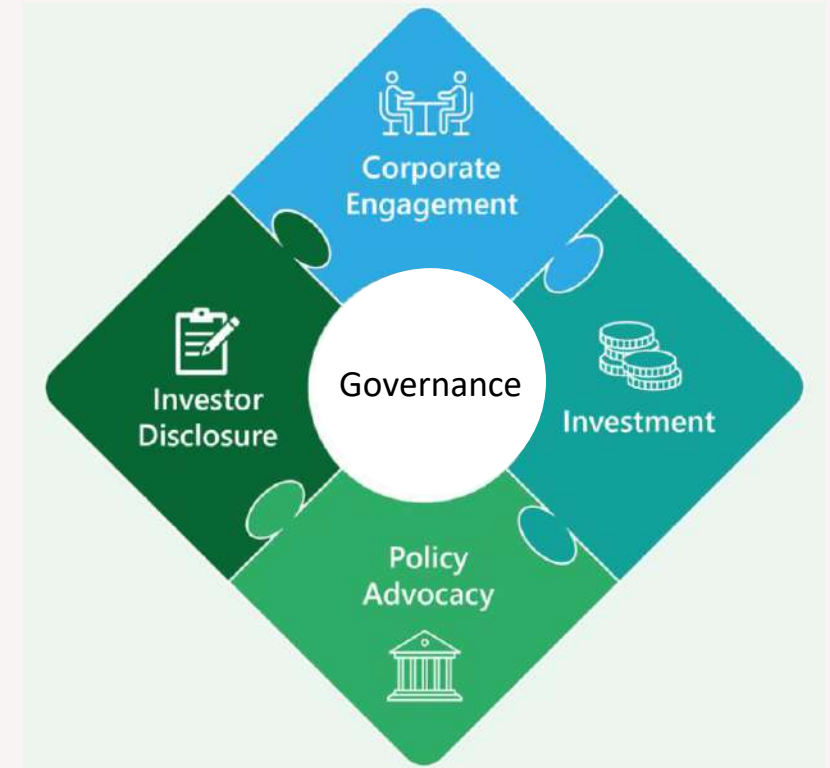 Corporate
Engagement
Investor
Disclosure
Governance
Investment
Policy
Advocacy